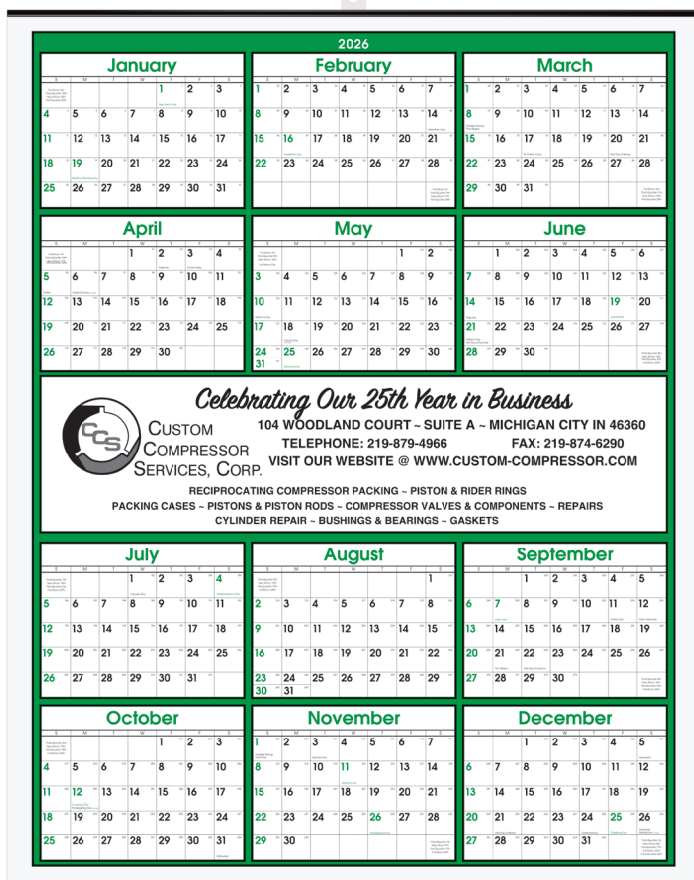 2026
January
S M T W T F S
1 2 3
New Year's Day
4 5 6 7 8 9 10
11 12 13 14 15 16 17
18 19 20 21 22 23 24
25 26 27 28 29 30 31
February
S M T W T F S
1 2 3 4 5 6 7
8 9 10 11 12 13 14
Valentine's Day
15 16 17 18 19 20 21
22 23 24 25 26 27 28
March
S M T W T F S
1 2 3 4 5 6 7
8 9 10 11 12 13 14
15 16 17 18 19 20 21
22 23 24 25 26 27 28
29 30 31
April
S M T W T F S
1 2 3 4
5 6 7 8 9 10 11
12 13 14 15 16 17 18
19 20 21 22 23 24 25
26 27 28 29 30
May
S M T W T F S
1 2
3 4 5 6 7 8 9
10 11 12 13 14 15 16
17 18 19 20 21 22 23
24 25 26 27 28 29 30
31
June
S M T W T F S
1 2 3 4 5 6
7 8 9 10 11 12 13
14 15 16 17 18 19 20
21 22 23 24 25 26 27
28 29 30
Celebrating Our 25th Year in Business
CCS
CUSTOM
COMPRESSOR
SERVICES, CORP.
104 WOODLAND COURT ~ SUITE A ~ MICHIGAN CITY IN 46360
TELEPHONE: 219-879-4966 FAX: 219-874-6290
VISIT OUR WEBSITE @ WWW.CUSTOM-COMPRESSOR.COM
RECIPROCATING COMPRESSOR PACKING ~ PISTON & RIDER RINGS
PACKING CASES ~ PISTONS & PISTON RODS ~ COMPRESSOR VALVES & COMPONENTS ~ REPAIRS
CYLINDER REPAIR ~ BUSHINGS & BEARINGS ~ GASKETS
July
S M T W T F S
1 2 3 4
Independence Day
5 6 7 8 9 10 11
12 13 14 15 16 17 18
19 20 21 22 23 24 25
26 27 28 29 30 31
August
S M T W T F S
1
2 3 4 5 6 7 8
9 10 11 12 13 14 15
16 17 18 19 20 21 22
23 24 25 26 27 28 29
30 31
September
S M T W T F S
1 2 3 4 5
6 7 8 9 10 11 12
13 14 15 16 17 18 19
20 21 22 23 24 25 26
27 28 29 30
October
S M T W T F S
1 2 3
4 5 6 7 8 9 10
11 12 13 14 15 16 17
18 19 20 21 22 23 24
25 26 27 28 29 30 31
Halloween
November
S M T W T F S
1 2 3 4 5 6 7
8 9 10 11 12 13 14
15 16 17 18 19 20 21
22 23 24 25 26 27 28
Thanksgiving Day
29 30
December
S M T W T F S
1 2 3 4 5
6 7 8 9 10 11 12
13 14 15 16 17 18 19
20 21 22 23 24 25 26
Christmas Day
27 28 29 30 31